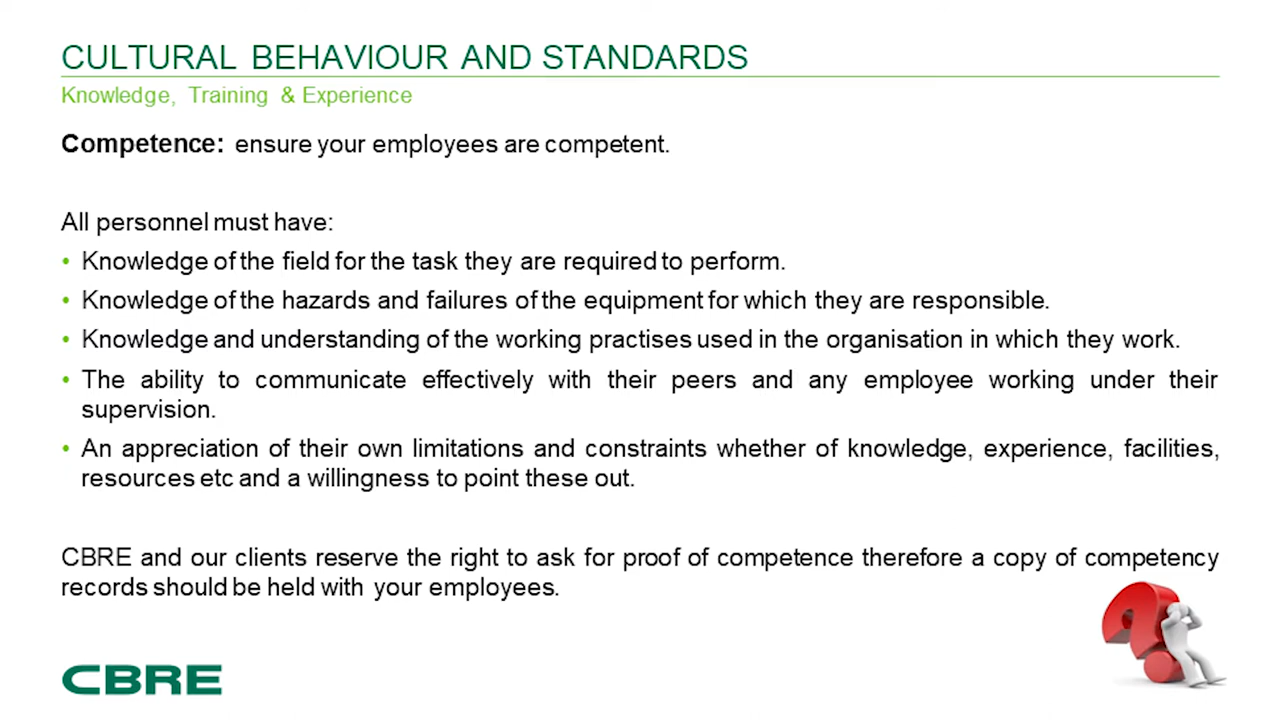 CULTURAL BEHAVIOUR AND STANDARDS
Knowledge, Training & Experience
Competence: ensure your employees are competent.
All personnel must have:
• Knowledge of the field for the task they are required to perform.
• Knowledge of the hazards and failures of the equipment for which they are responsible.
• Knowledge and understanding of the working practises used in the organisation in which they work.
• The ability to communicate effectively with their peers and any employee working under their
supervision.
• An appreciation of their own limitations and constraints whether of knowledge, experience, facilities,
resources etc and a willingness to point these out.
CBRE and our clients reserve the right to ask for proof of competence therefore a copy of competency
records should be held with your employees.
CBRE